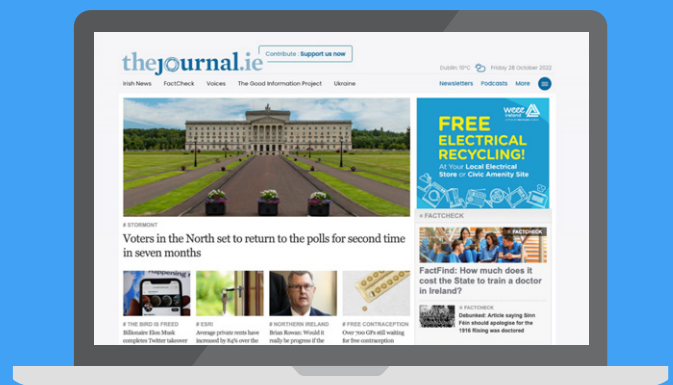 thejournal.ie
Contribute : Support us now
Dublin: 10°C Friday 28 October 2022
Irish News FactCheck Voices The Good Information Project Ukraine
Newsletters Podcasts More
# STORMONT
Voters in the North set to return to the polls for second time
in seven months
# THE BIRD IS FREED
Billionaire Elon Musk
completes Twitter takeover
# ESRI
Average private rents have
increased by 84% over the
# NORTHERN IRELAND
Brian Rowan: Would it
really be progress if the
# FREE CONTRACEPTION
Over 700 GPs still waiting
for free contraception
weee
Ireland
FREE
ELECTRICAL
RECYCLING!
At Your Local Electrical
Store or Civic Amenity Site
# FACTCHECK
# FACTCHECK
FactFind: How much does it
cost the State to train a doctor
in Ireland?
# FACTCHECK
Debunked: Article saying Sinn
Féin should apologise for the
1916 Rising was doctored